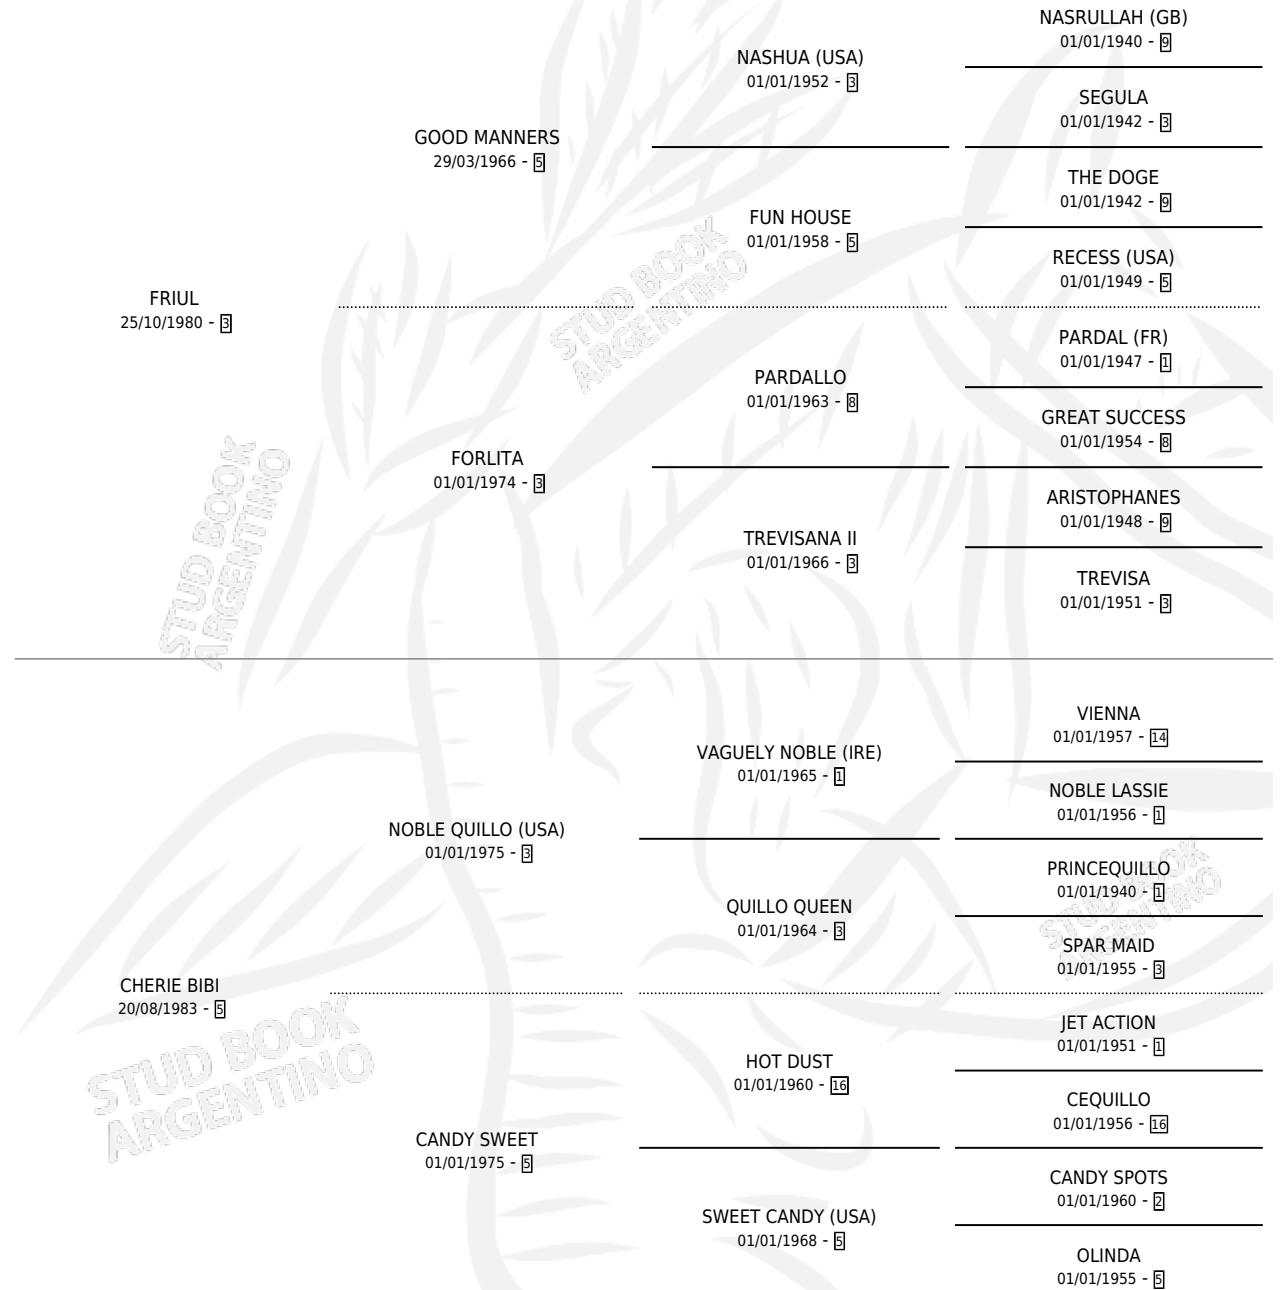 NASRULLAH (GB)
01/01/1940 - 9
NASHUA (USA)
01/01/1952 - 3
SEGULA
01/01/1942 - 3
GOOD MANNERS
29/03/1966 - 5
THE DOGE
01/01/1942 - 9
FUN HOUSE
01/01/1958 - 5
RECESS (USA)
01/01/1949 - 5
FRIUL
25/10/1980 - 3
PARDAL (FR)
01/01/1947 - 1
PARDALLO
01/01/1963 - 8
GREAT SUCCESS
01/01/1954 - 8
FORLITA
01/01/1974 - 3
ARISTOPHANES
01/01/1948 - 9
TREVISANA II
01/01/1966 - 3
TREVISA
01/01/1951 - 3
VIENNA
01/01/1957 - 14
VAGUELY NOBLE (IRE)
01/01/1965 - 1
NOBLE LASSIE
01/01/1956 - 1
NOBLE QUILLO (USA)
01/01/1975 - 3
PRINCEQUILLO
01/01/1940 - 1
QUILLO QUEEN
01/01/1964 - 3
SPAR MAID
01/01/1955 - 3
CHERIE BIBI
20/08/1983 - 5
JET ACTION
01/01/1951 - 1
HOT DUST
01/01/1960 - 16
CEQUILLO
01/01/1956 - 16
CANDY SWEET
01/01/1975 - 5
CANDY SPOTS
01/01/1960 - 2
SWEET CANDY (USA)
01/01/1968 - 5
OLINDA
01/01/1955 - 5
STUD BOOK
ARGENTINO
STUD BOOK
ARGENTINO
STUD BOOK
ARGENTINO
STUD BOOK
ARGENTINO